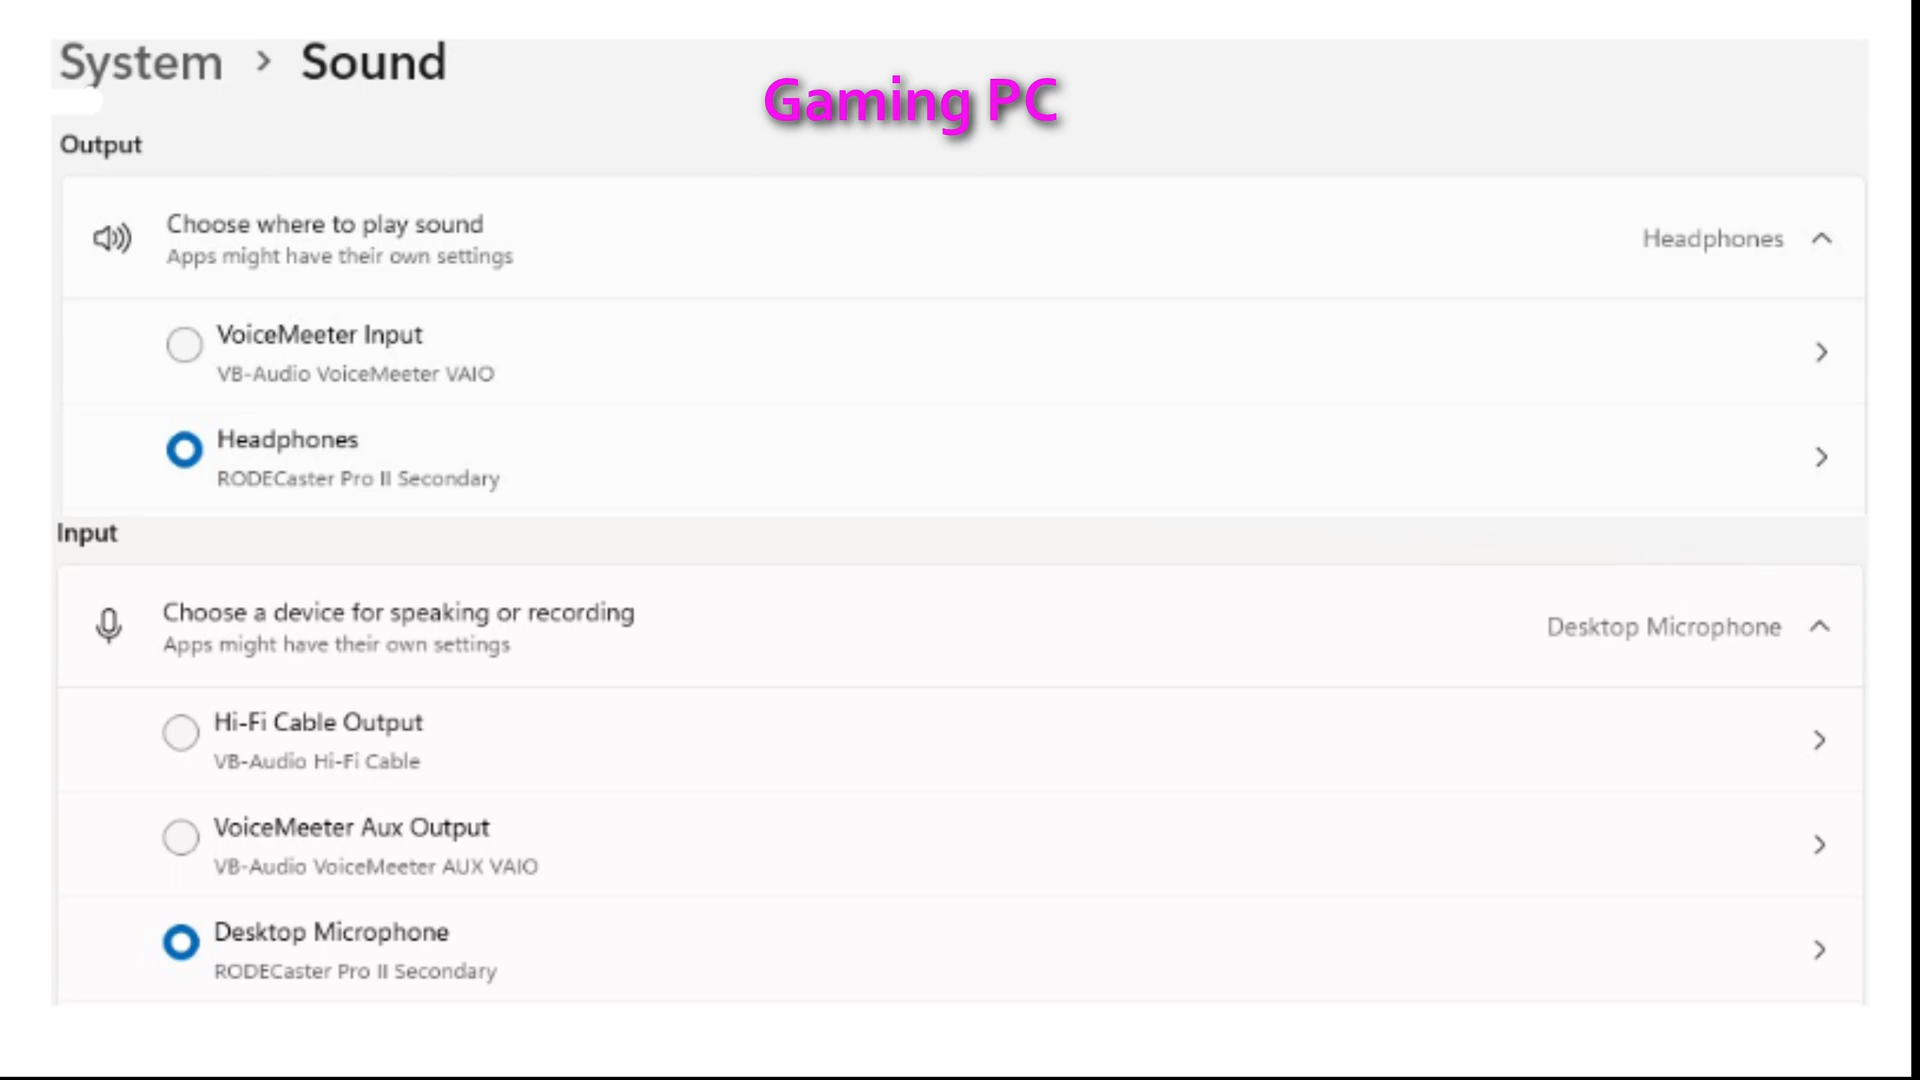 System > Sound
Gaming PC
Output
Choose where to play sound
Apps might have their own settings
Headphones
VoiceMeeter Input
VB-Audio VoiceMeeter VAIO
Headphones
RODECaster Pro II Secondary
Input
Choose a device for speaking or recording
Apps might have their own settings
Desktop Microphone
Hi-Fi Cable Output
VB-Audio Hi-Fi Cable
VoiceMeeter Aux Output
VB-Audio VoiceMeeter AUX VAIO
Desktop Microphone
RODECaster Pro II Secondary